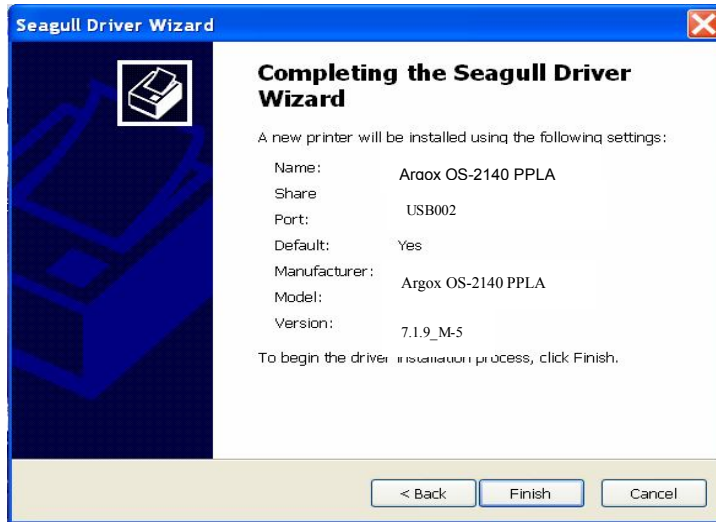 Seagull Driver Wizard
Completing the Seagull Driver
Wizard
A new printer will be installed using the following settings:
Name: Argox OS-2140 PPLA
Share
Port: USB002
Default: Yes
Manufacturer:
Argox OS-2140 PPLA
Model:
Version: 7.1.9_M-5
To begin the driver installation process, click Finish.
< Back Finish Cancel